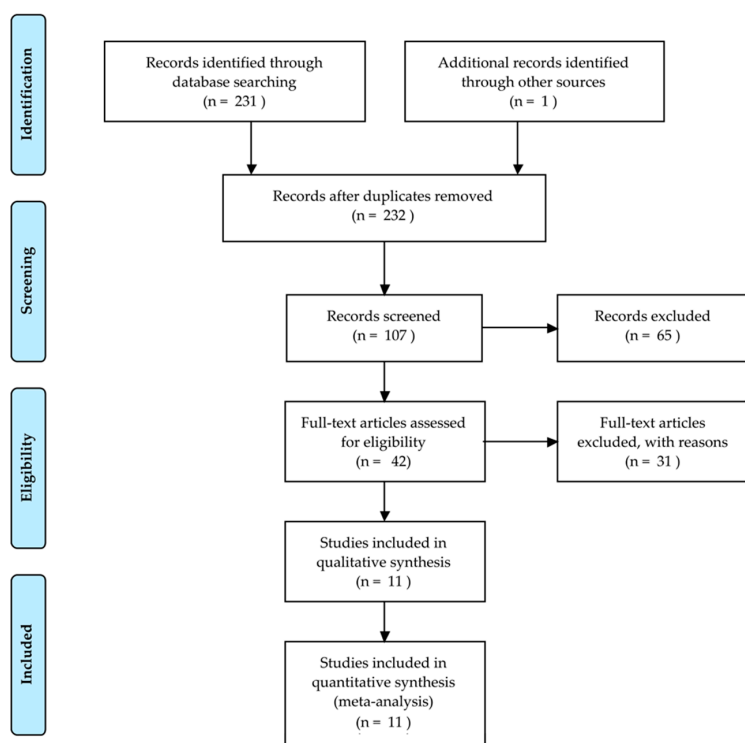 Identification
Records identified through
database searching
(n = 231 )
Additional records identified
through other sources
(n = 1 )
Records after duplicates removed
(n = 232 )
Screening
Records screened
(n = 107 )
Records excluded
(n = 65 )
Eligibility
Full-text articles assessed
for eligibility
(n = 42)
Full-text articles
excluded, with reasons
(n = 31 )
Studies included in
qualitative synthesis
(n = 11 )
Included
Studies included in
quantitative synthesis
(meta-analysis)
(n = 11 )